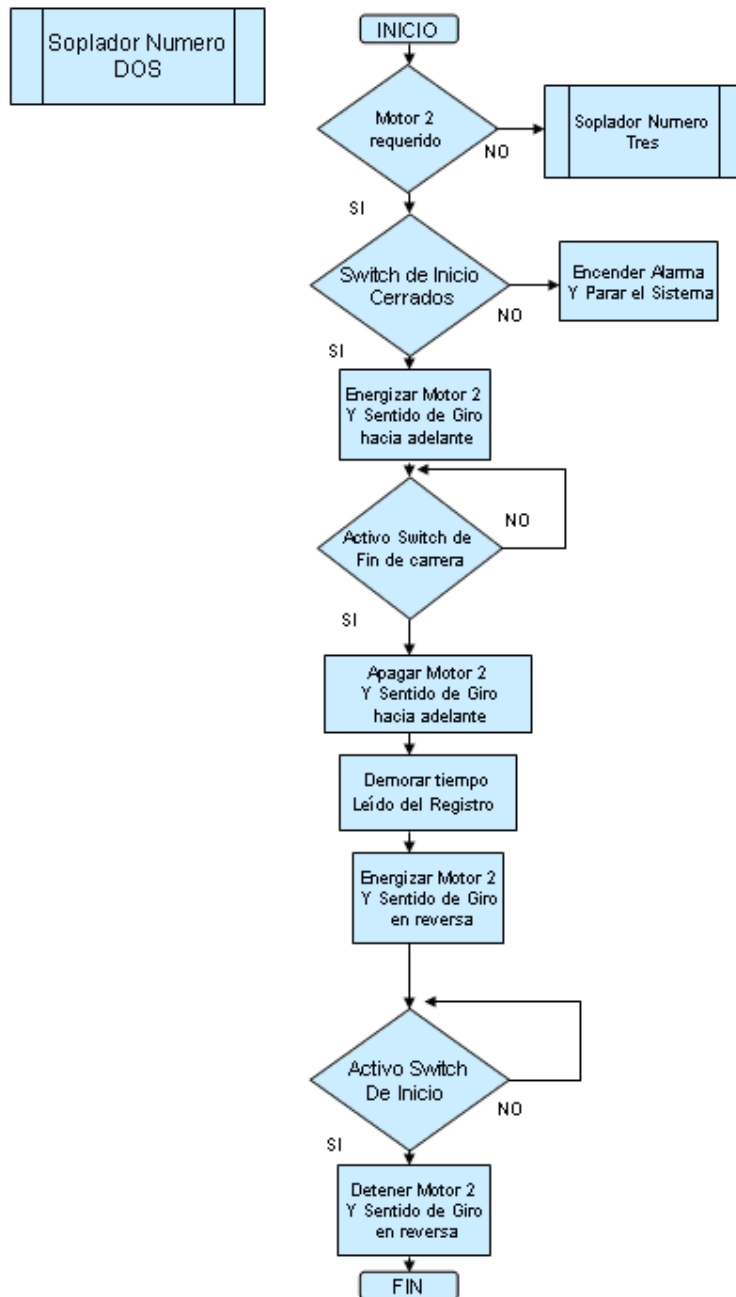 Soplador Numero
DOS
INICIO
Motor 2
requerido
NO
Soplador Numero
Tres
SI
Switch de Inicio
Cerrados
NO
Encender Alarma
Y Parar el Sistema
SI
Energizar Motor 2
Y Sentido de Giro
hacia adelante
Activo Switch de
Fin de carrera
NO
SI
Apagar Motor 2
Y Sentido de Giro
hacia adelante
Demorar tiempo
Leído del Registro
Energizar Motor 2
Y Sentido de Giro
en reversa
Activo Switch
De Inicio
NO
SI
Detener Motor 2
Y Sentido de Giro
en reversa
FIN